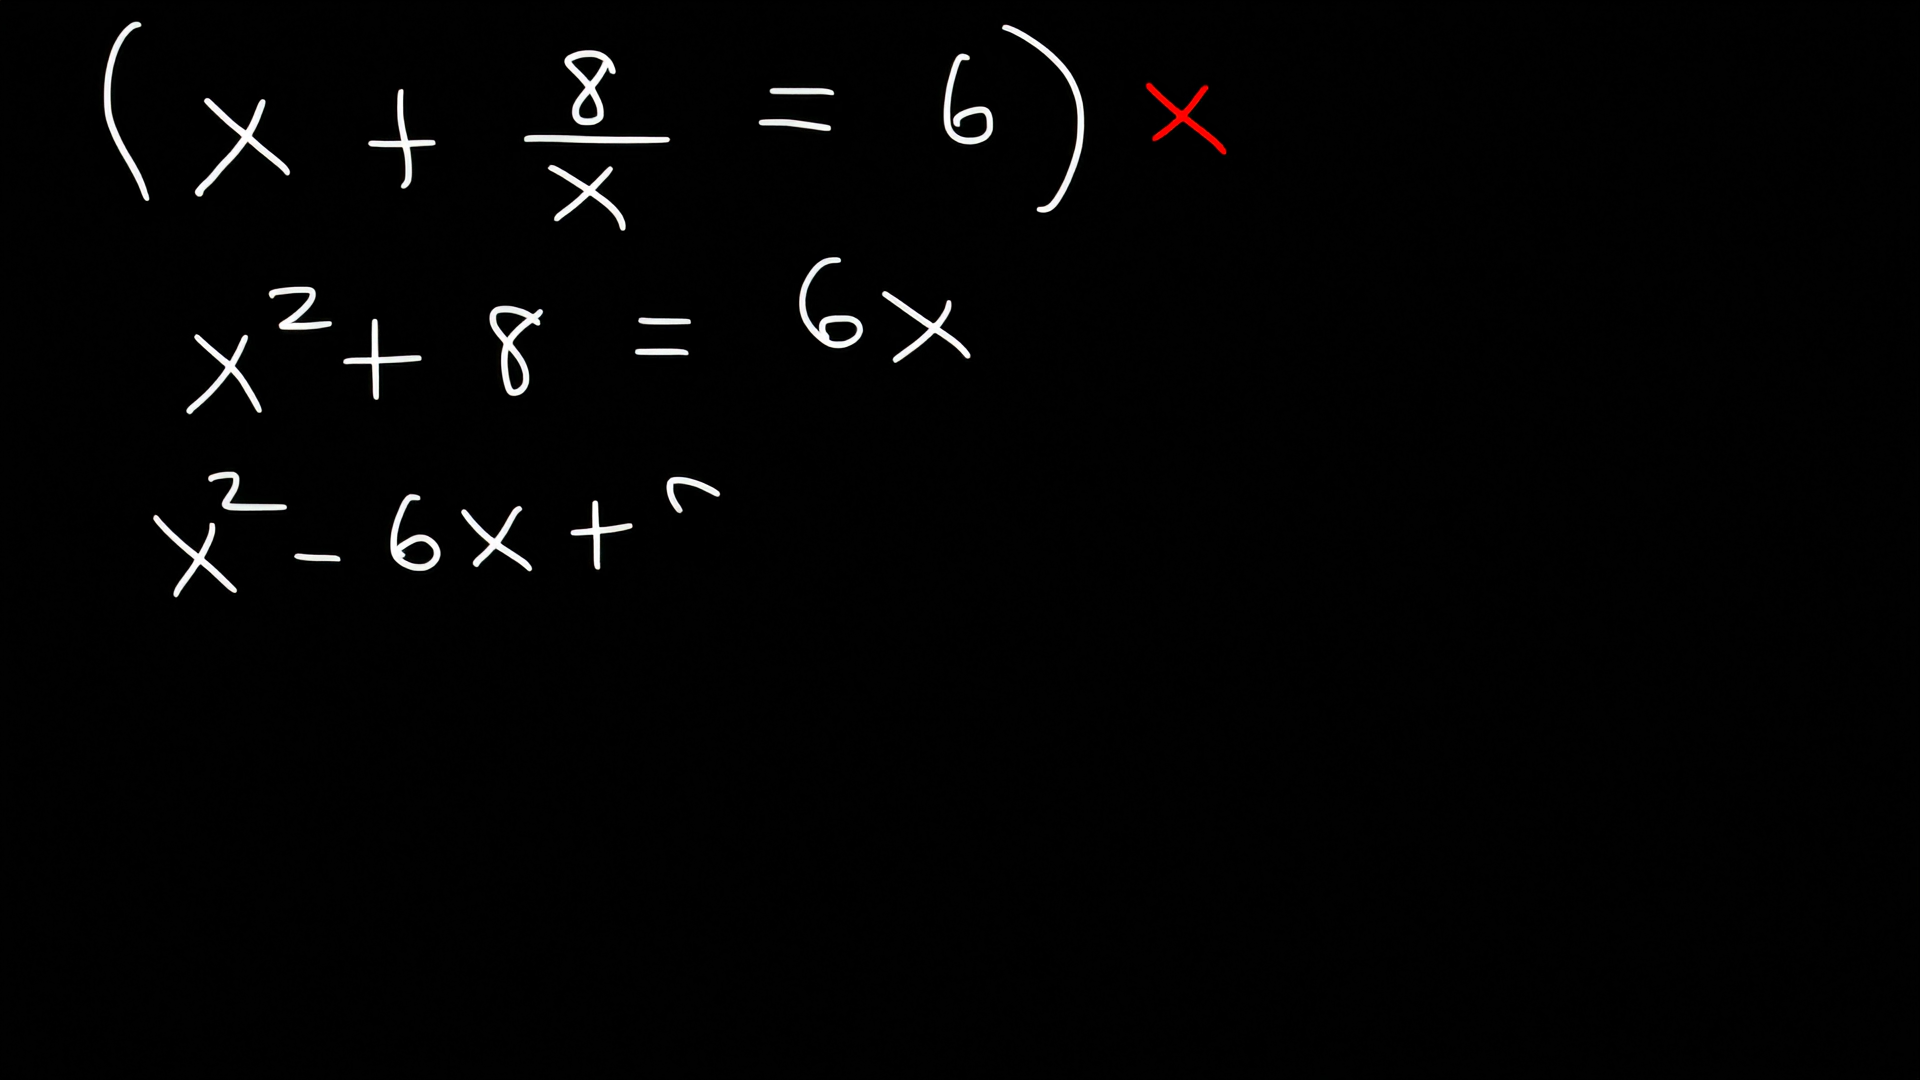 (x + 8/x = 6) x
x² + 8 = 6x
x² - 6x +